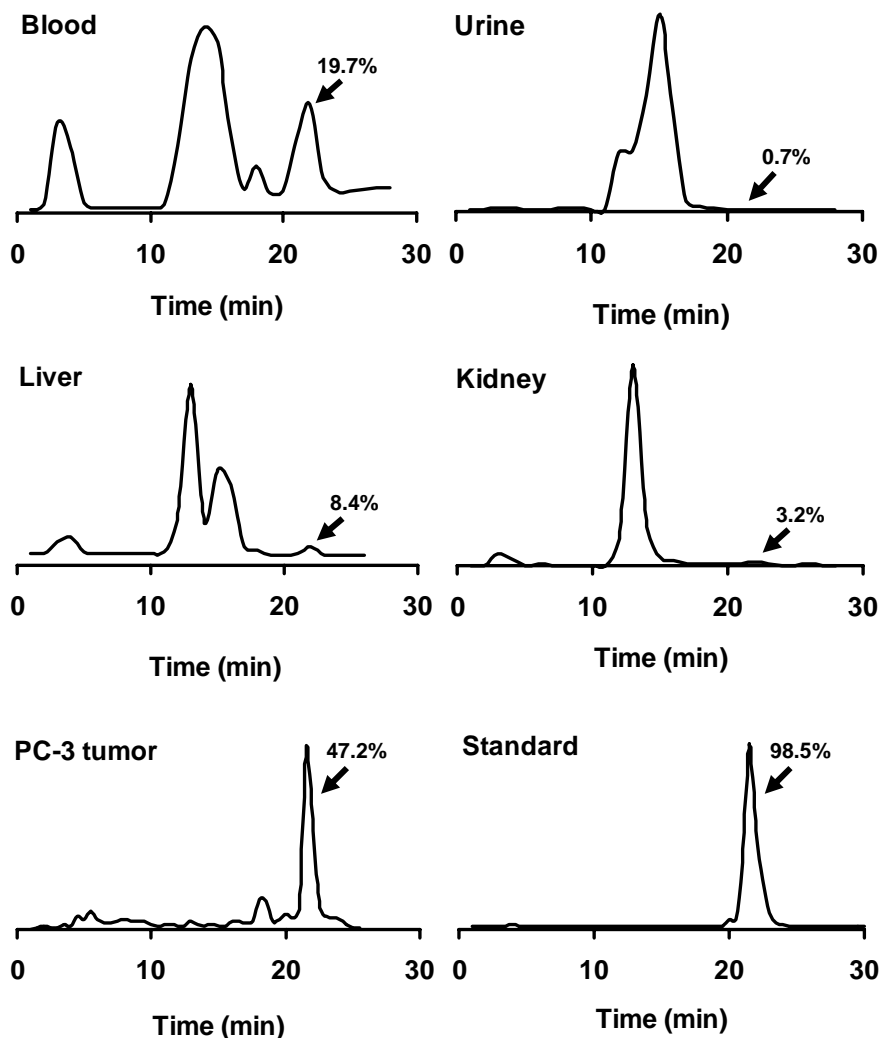 Blood
19.7%
0 10 20 30
Time (min)
Urine
0.7%
0 10 20 30
Time (min)
Liver
8.4%
0 10 20 30
Time (min)
Kidney
3.2%
0 10 20 30
Time (min)
PC-3 tumor
47.2%
0 10 20 30
Time (min)
Standard
98.5%
0 10 20 30
Time (min)